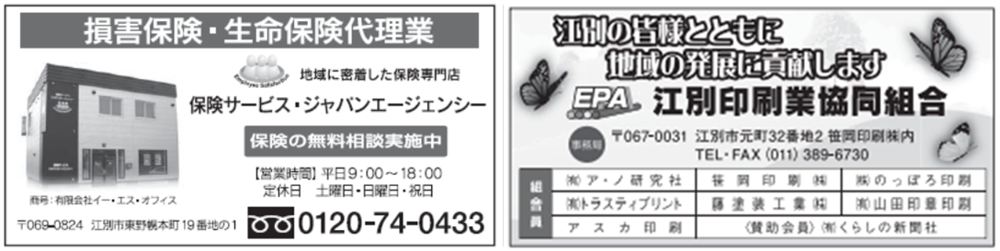 損害保険・生命保険代理業
Employee Satisfaction
地域に密着した保険専門店
保険サービス・ジャパンエージェンシー
保険の無料相談実施中
【営業時間】平日9:00〜18:00
定休日 土曜日・日曜日・祝日
商号:有限会社イー・エス・オフィス
〒069-0824 江別市東野幌本町19番地の1
0120-74-0433
江別の皆様とともに
地域の発展に貢献します
EPA 江別印刷業協同組合
事務局 〒067-0031 江別市元町32番地2 笹岡印刷㈱内
TEL・FAX (011) 389-6730
組合員
㈲ア・ノ研究社 笹岡印刷㈱ ㈱のっぽろ印刷
㈲トラスティプリント 藤塗装工業㈱ ㈲山田印章印刷
アスカ印刷 〈賛助会員〉㈲くらしの新聞社